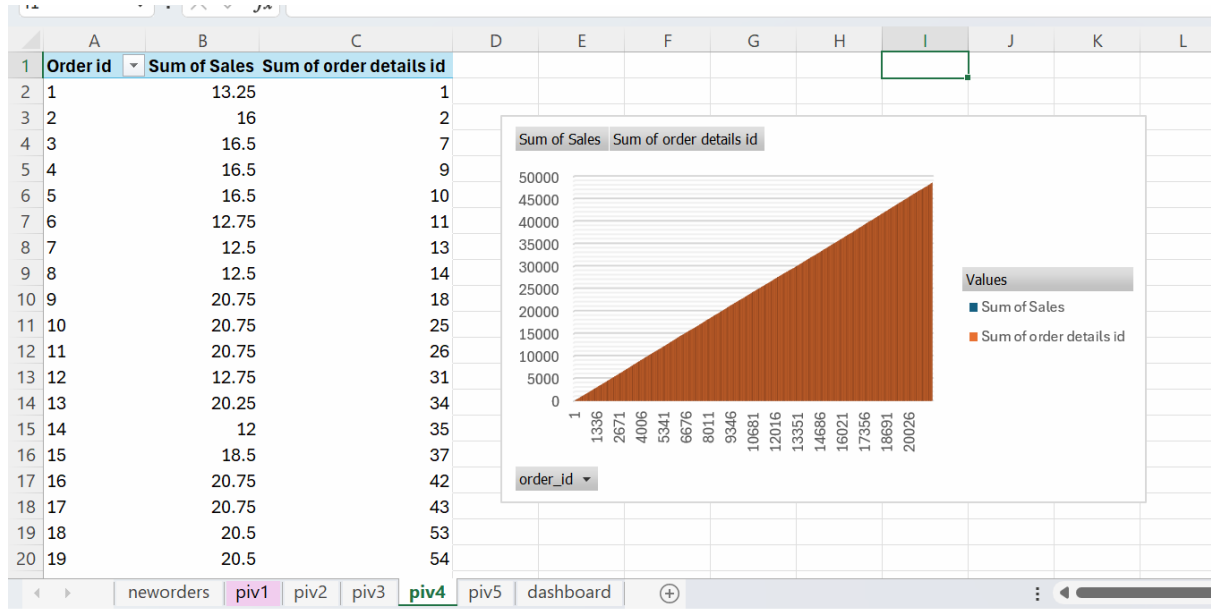 A B C D E F G H I J K L
1 Order id Sum of Sales Sum of order details id
2 1 13.25 1
3 2 16 2
4 3 16.5 7
5 4 16.5 9
6 5 16.5 10
7 6 12.75 11
8 7 12.5 13
9 8 12.5 14
10 9 20.75 18
11 10 20.75 25
12 11 20.75 26
13 12 12.75 31
14 13 20.25 34
15 14 12 35
16 15 18.5 37
17 16 20.75 42
18 17 20.75 43
19 18 20.5 53
20 19 20.5 54
Sum of Sales Sum of order details id
50000
45000
40000
35000
30000
25000
20000
15000
10000
5000
0
1 1336 2671 4006 5341 6676 8011 9346 10681 12016 13351 14686 16021 17356 18691 20026
Values
Sum of Sales
Sum of order details id
order_id
neworders piv1 piv2 piv3 piv4 piv5 dashboard